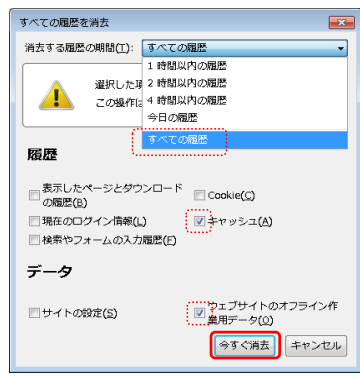 すべての履歴を消去
消去する履歴の期間(T): すべての履歴
1 時間以内の履歴
2 時間以内の履歴
4 時間以内の履歴
今日の履歴
すべての履歴
選択した
この操作
履歴
表示したページとダウンロード
の履歴(B)
Cookie(C)
現在のログイン情報(L)
キャッシュ(A)
検索やフォームの入力履歴(F)
データ
サイトの設定(S)
ウェブサイトのオフライン作
業用データ(O)
今すぐ消去
キャンセル